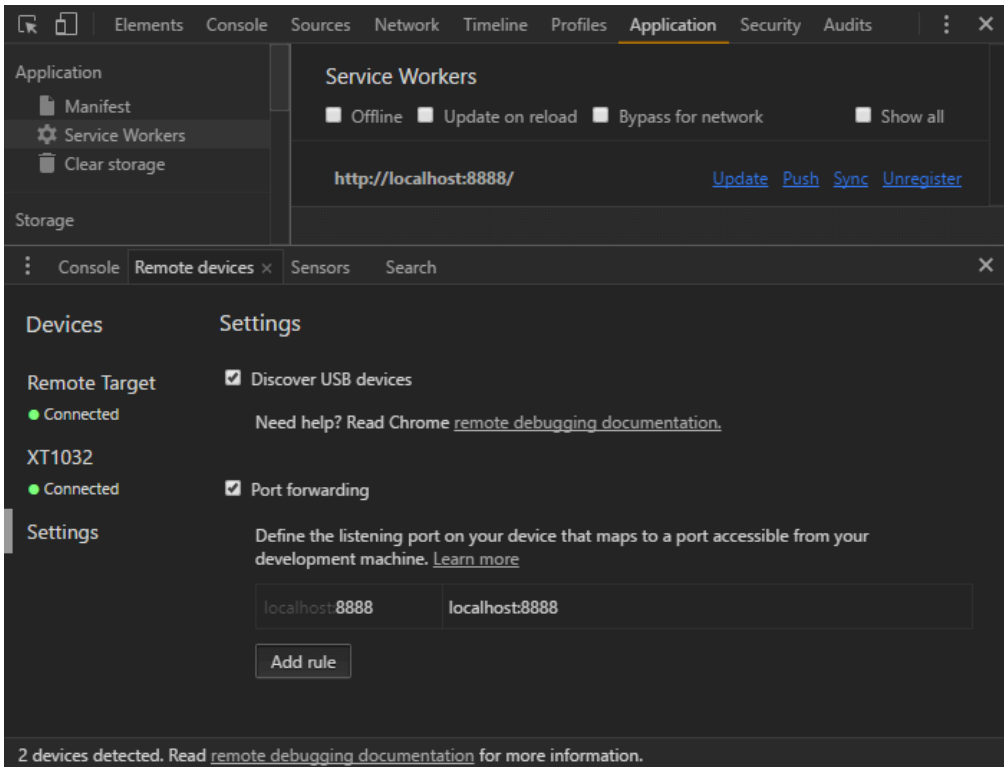 Elements Console Sources Network Timeline Profiles Application Security Audits
Application
Manifest
Service Workers
Clear storage
Storage
Service Workers
Offline Update on reload Bypass for network Show all
http://localhost:8888/ Update Push Sync Unregister
Console Remote devices × Sensors Search
Devices
Remote Target
Connected
XT1032
Connected
Settings
Settings
Discover USB devices
Need help? Read Chrome remote debugging documentation.
Port forwarding
Define the listening port on your device that maps to a port accessible from your
development machine. Learn more
localhost:8888 localhost:8888
Add rule
2 devices detected. Read remote debugging documentation for more information.